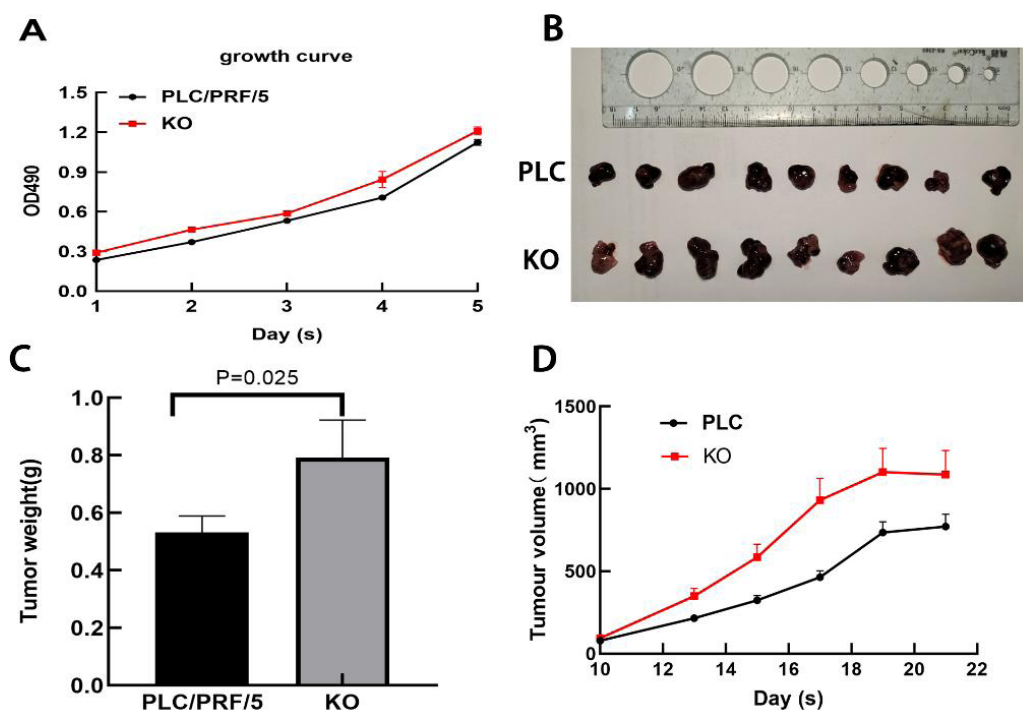 A
growth curve
PLC/PRF/5
KO
1.5
1.2
0.9
0.6
0.3
0.0
OD490
1 2 3 4 5
Day (s)
B
PLC
KO
C
P=0.025
1.0
0.8
0.6
0.4
0.2
0.0
Tumor weight(g)
PLC/PRF/5 KO
D
PLC
KO
1500
1000
500
0
Tumour volume( mm³)
10 12 14 16 18 20 22
Day (s)